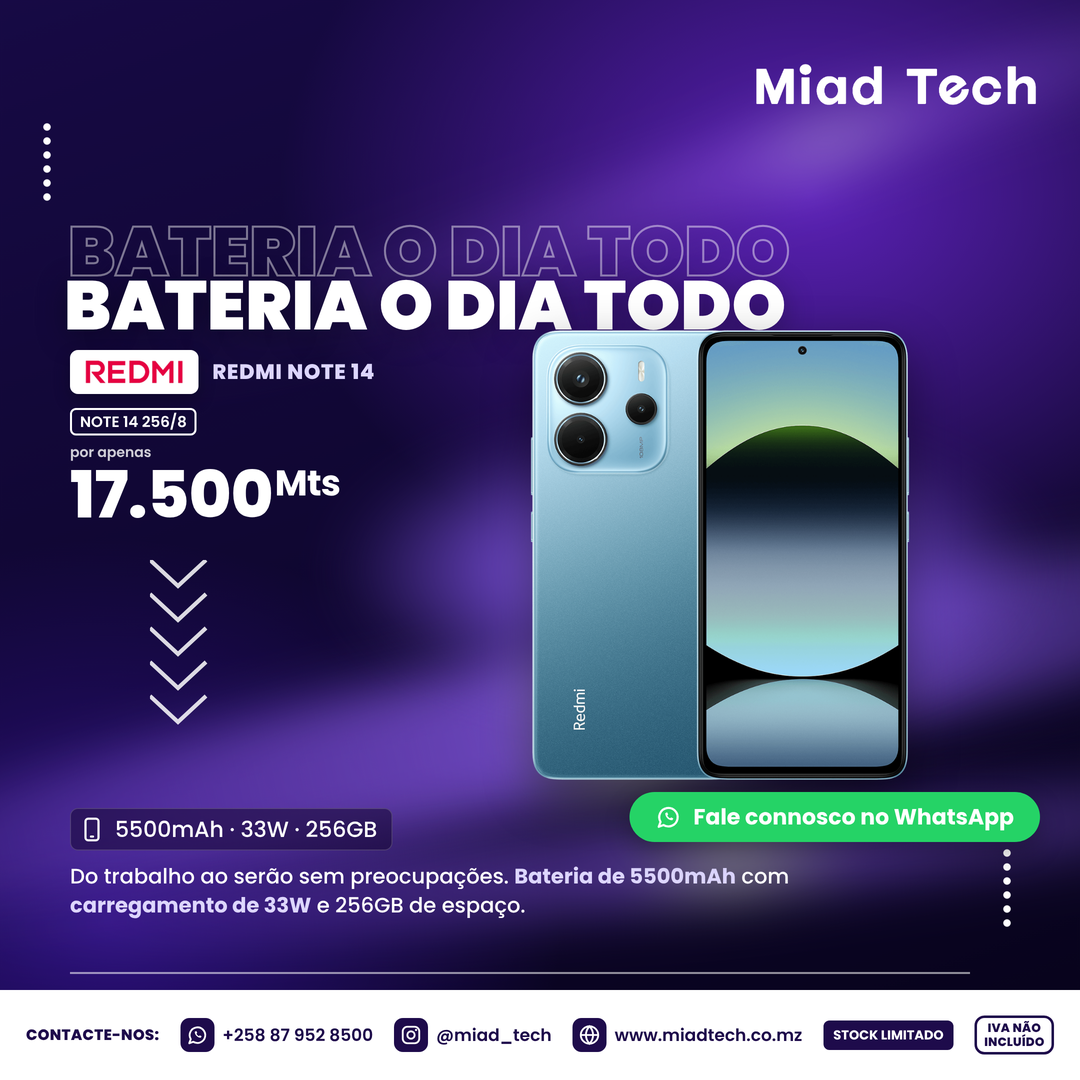 Miad Tech
BATERIA O DIA TODO
BATERIA O DIA TODO
REDMI REDMI NOTE 14
NOTE 14 256/8
por apenas
17.500Mts
Redmi
5500mAh · 33W · 256GB
Fale connosco no WhatsApp
Do trabalho ao serão sem preocupações. Bateria de 5500mAh com
carregamento de 33W e 256GB de espaço.
CONTACTE-NOS: +258 87 952 8500 @miad_tech www.miadtech.co.mz STOCK LIMITADO IVA NÃO
INCLUÍDO